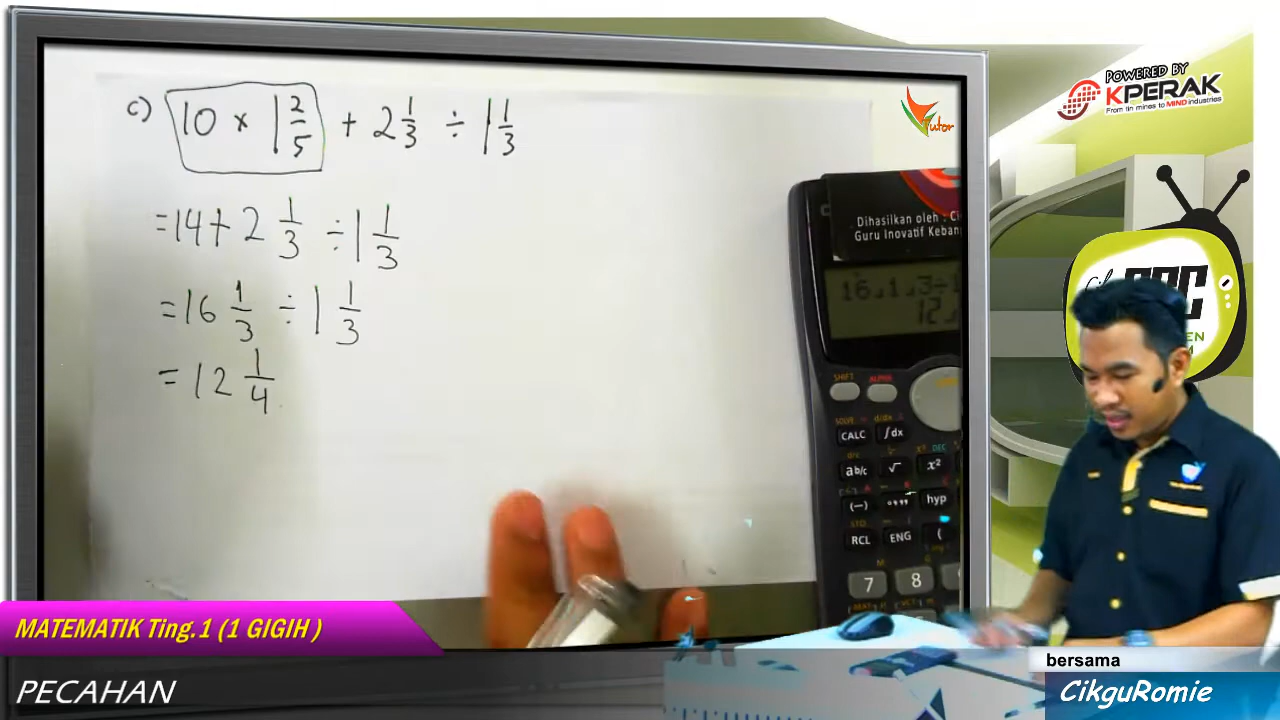 c) 10 × 1 2/5 + 2 1/3 ÷ 1 1/3
= 14 + 2 1/3 ÷ 1 1/3
= 16 1/3 ÷ 1 1/3
= 12 1/4
Tutor
POWERED BY
KPERAK
From tin mines to MIND industries
Dihasilkan oleh : Ci
Guru Inovatif Kebang
SHIFT
ALPHA
CALC
∫dx
ab/c
√
x²
(—)
hyp
RCL
ENG
(
7
8
MATEMATIK Ting.1 (1 GIGIH )
PECAHAN
bersama
CikguRomie